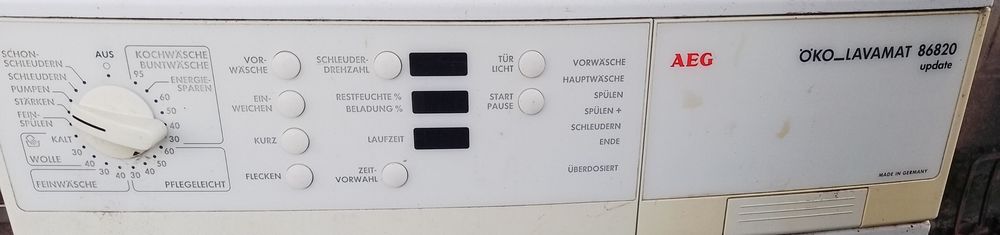 AUS
SCHON-
SCHLEUDERN
SCHLEUDERN
PUMPEN
STÄRKEN
FEIN-
SPÜLEN
KALT
30
WOLLE
40
30
FEINWÄSCHE
40
30
30
40
50
PFLEGELEICHT
60
30
40
50
60
ENERGIE-
SPAREN
95
KOCHWÄSCHE
BUNTWÄSCHE
VOR-
WÄSCHE
EIN-
WEICHEN
KURZ
FLECKEN
SCHLEUDER-
DREHZAHL
RESTFEUCHTE %
BELADUNG %
LAUFZEIT
ZEIT-
VORWAHL
TÜR
LICHT
START
PAUSE
VORWÄSCHE
HAUPTWÄSCHE
SPÜLEN
SPÜLEN +
SCHLEUDERN
ENDE
ÜBERDOSIERT
AEG
ÖKO_LAVAMAT 86820
update
MADE IN GERMANY